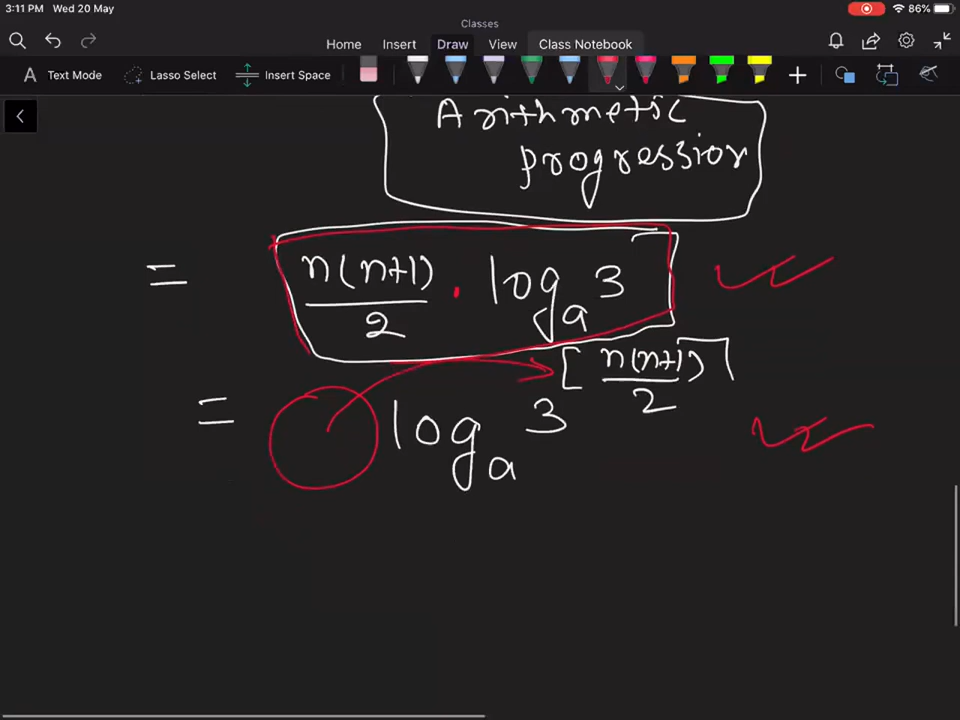 3:11 PM Wed 20 May
Classes
86%
Home Insert Draw View Class Notebook
A Text Mode Lasso Select Insert Space
Arithmetic
progression
= n(n+1)/2 · log_a 3
= log_a 3^[n(n+1)/2]